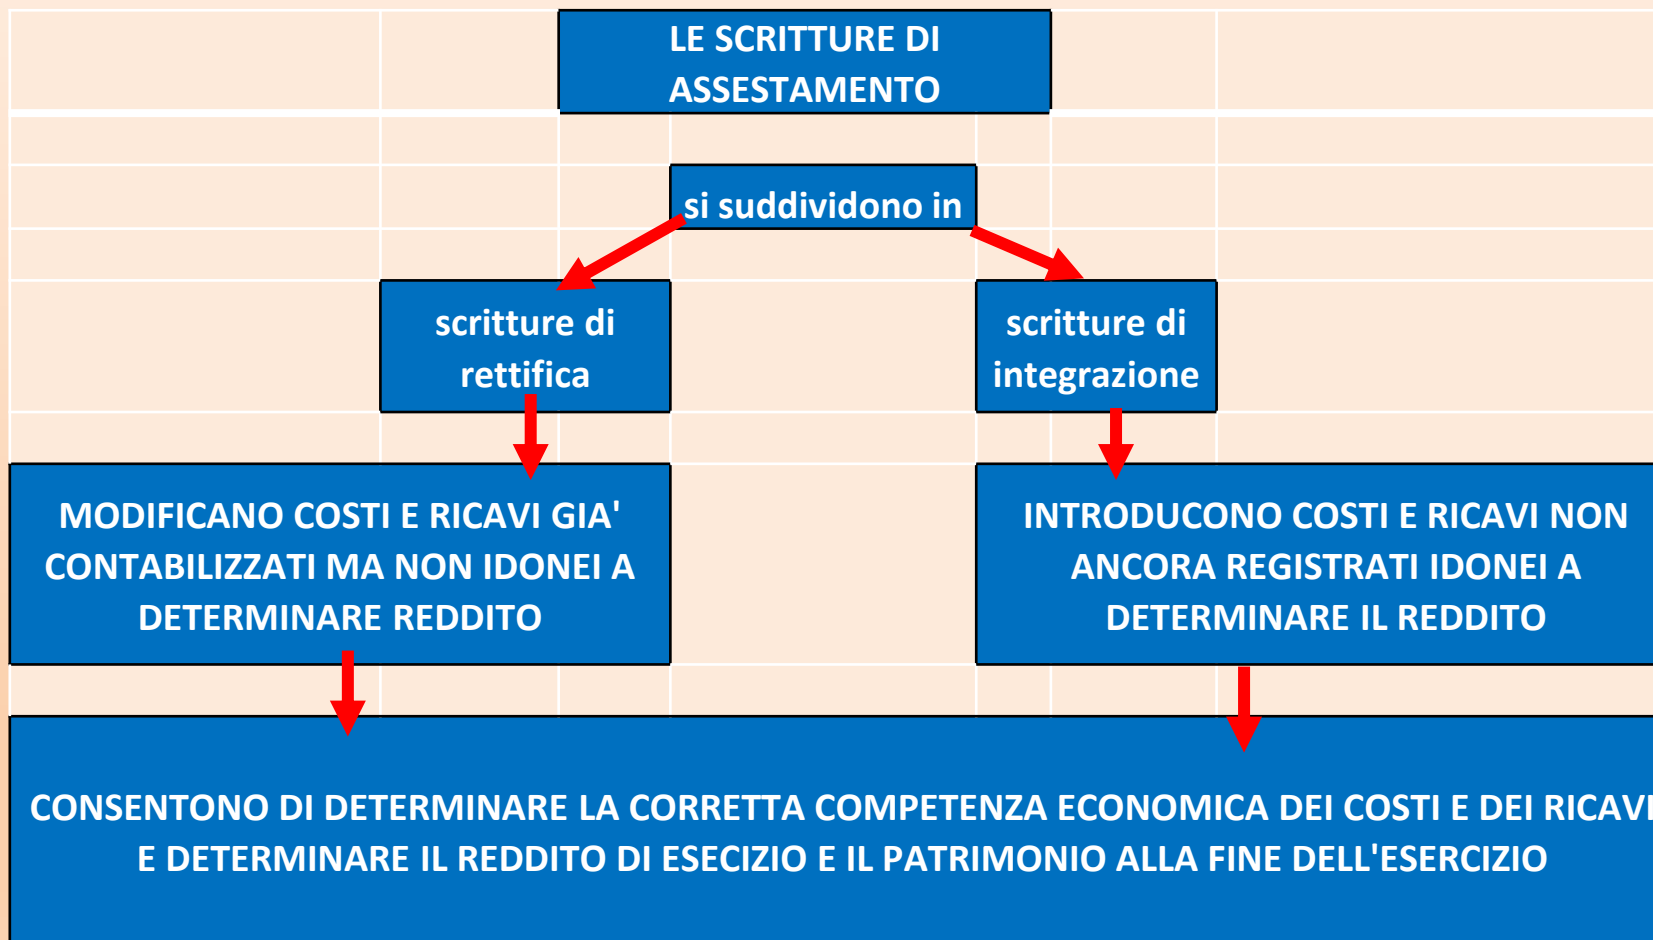 LE SCRITTURE DI
ASSESTAMENTO
si suddividono in
scritture di
rettifica
scritture di
integrazione
MODIFICANO COSTI E RICAVI GIA'
CONTABILIZZATI MA NON IDONEI A
DETERMINARE REDDITO
INTRODUCONO COSTI E RICAVI NON
ANCORA REGISTRATI IDONEI A
DETERMINARE IL REDDITO
CONSENTONO DI DETERMINARE LA CORRETTA COMPETENZA ECONOMICA DEI COSTI E DEI RICAVI
E DETERMINARE IL REDDITO DI ESECIZIO E IL PATRIMONIO ALLA FINE DELL'ESERCIZIO